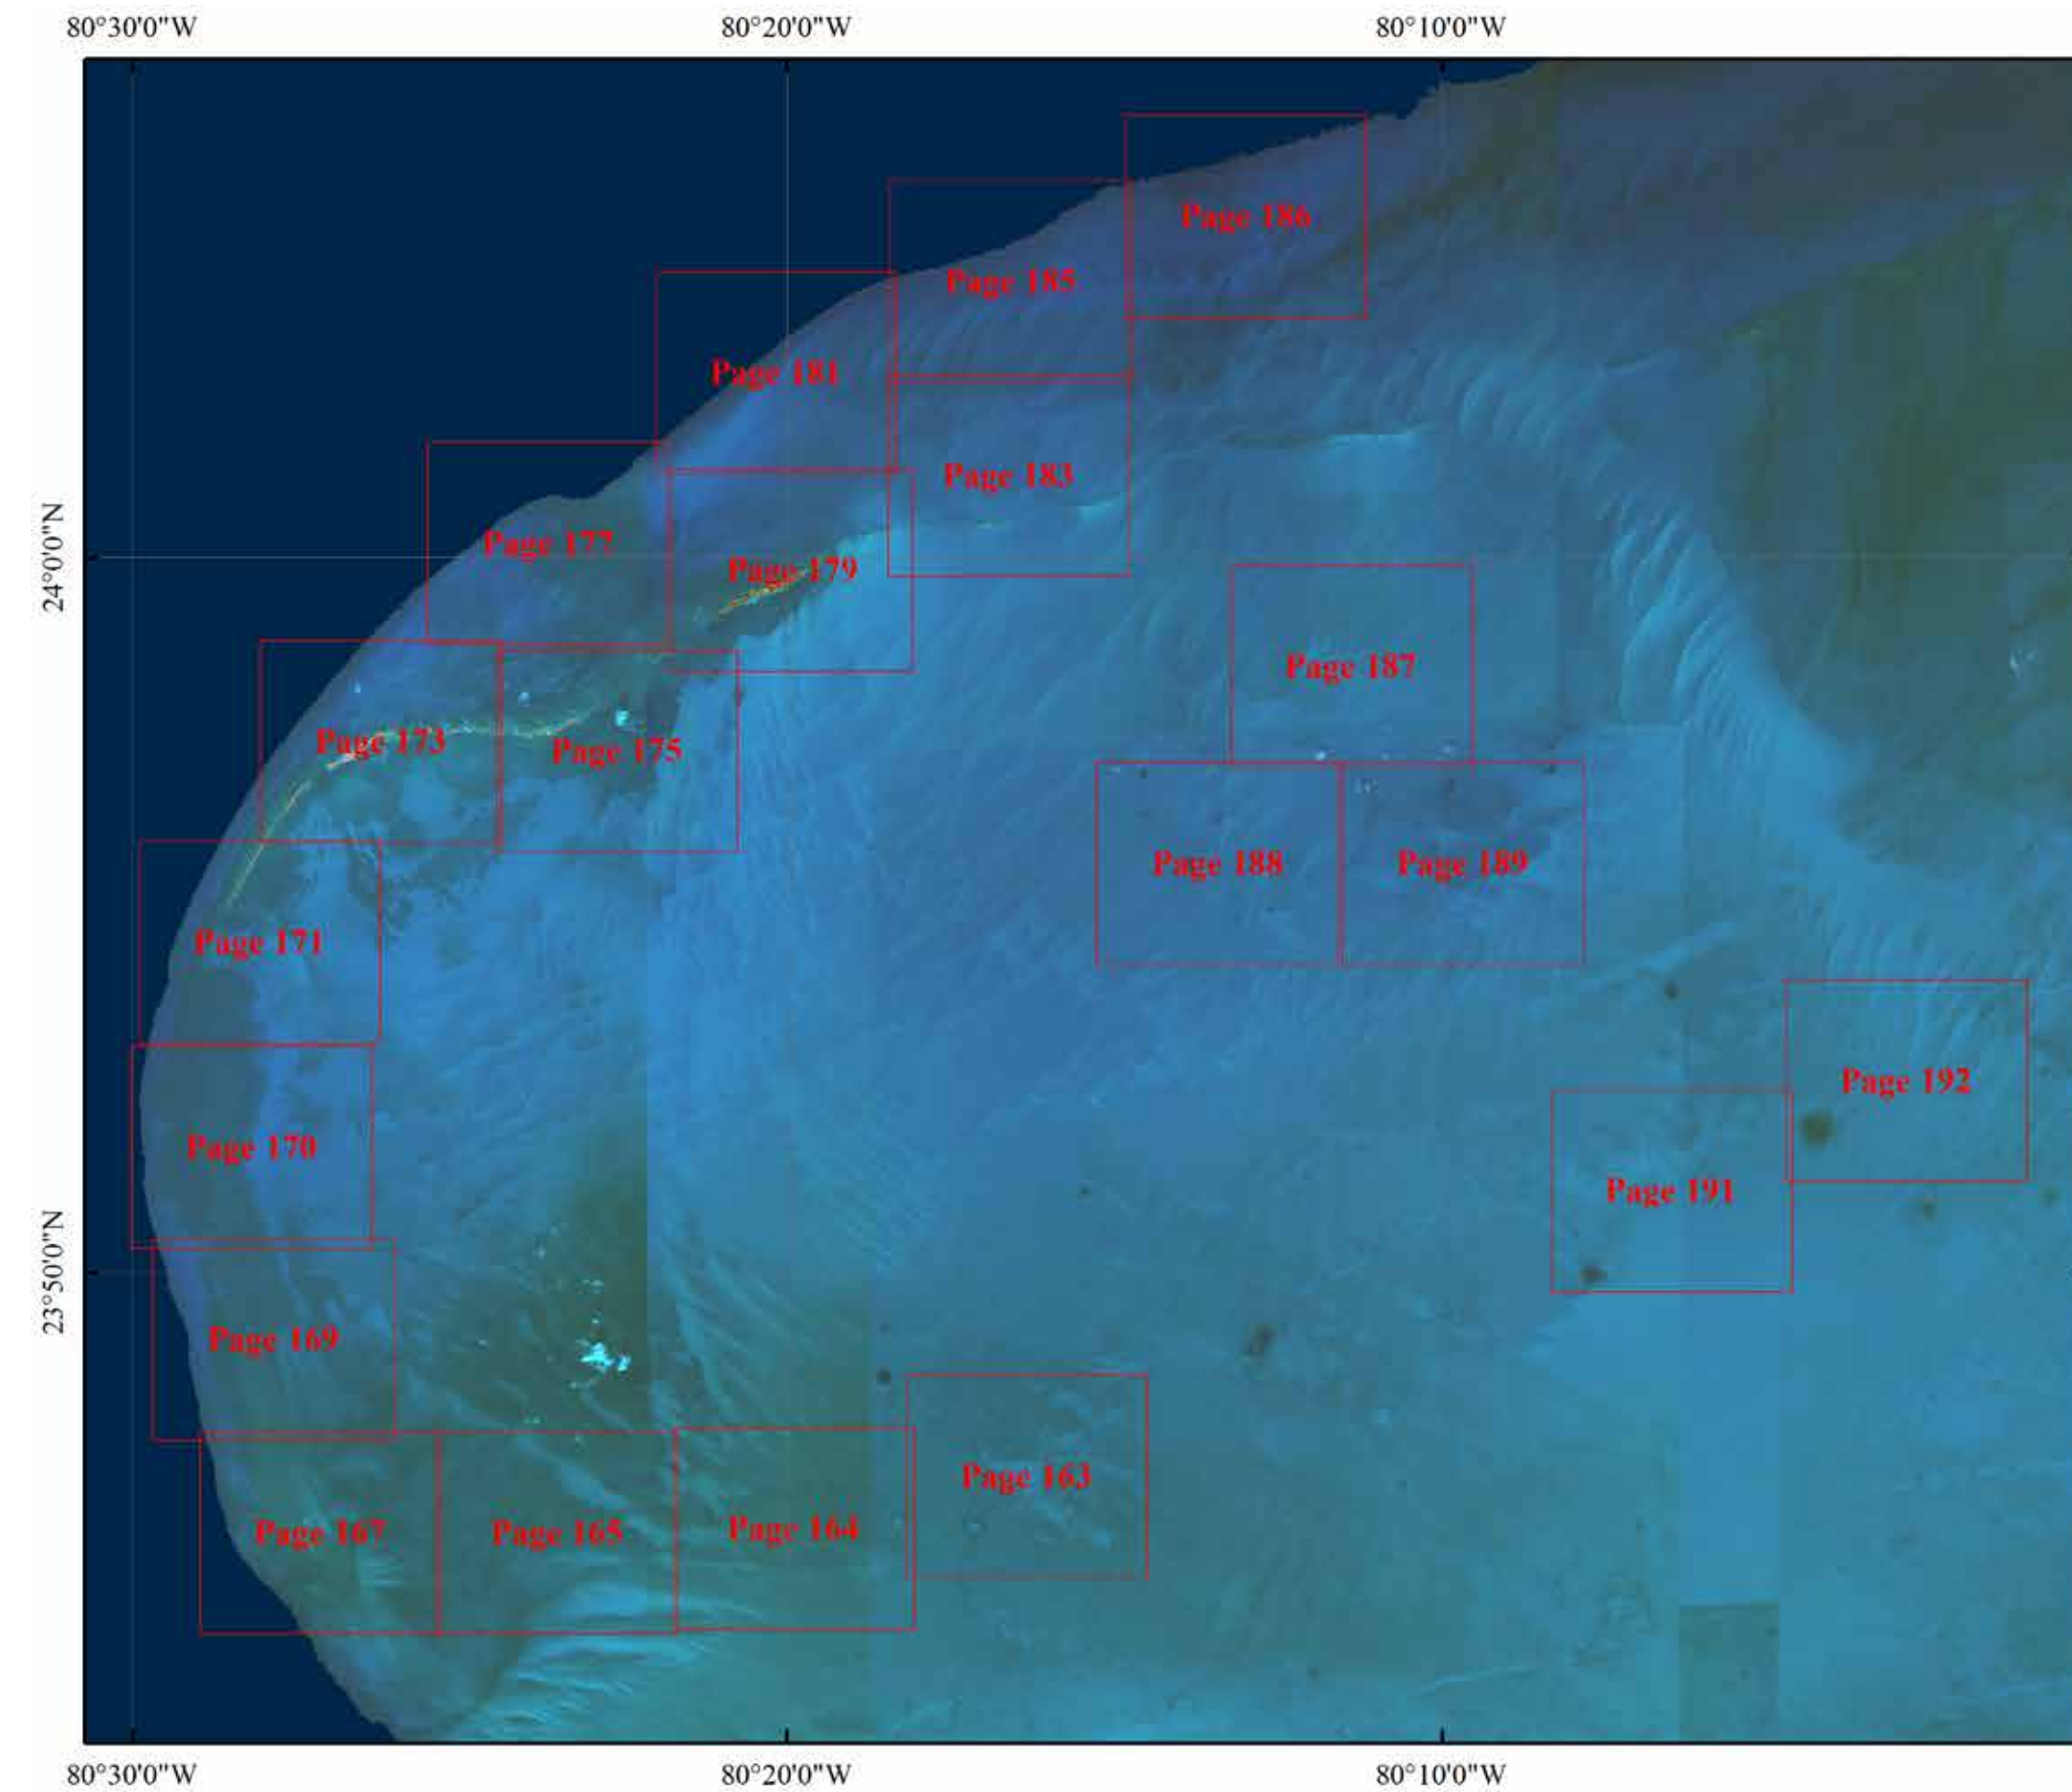 80°30'0"W 80°20'0"W 80°10'0"W
Page 186
Page 185
Page 181
Page 183
24°0'0"N
Page 177
Page 179
Page 187
Page 173
Page 175
Page 188
Page 189
Page 171
Page 192
Page 170
Page 191
23°50'0"N
Page 169
Page 163
Page 167
Page 165
Page 164
80°30'0"W 80°20'0"W 80°10'0"W